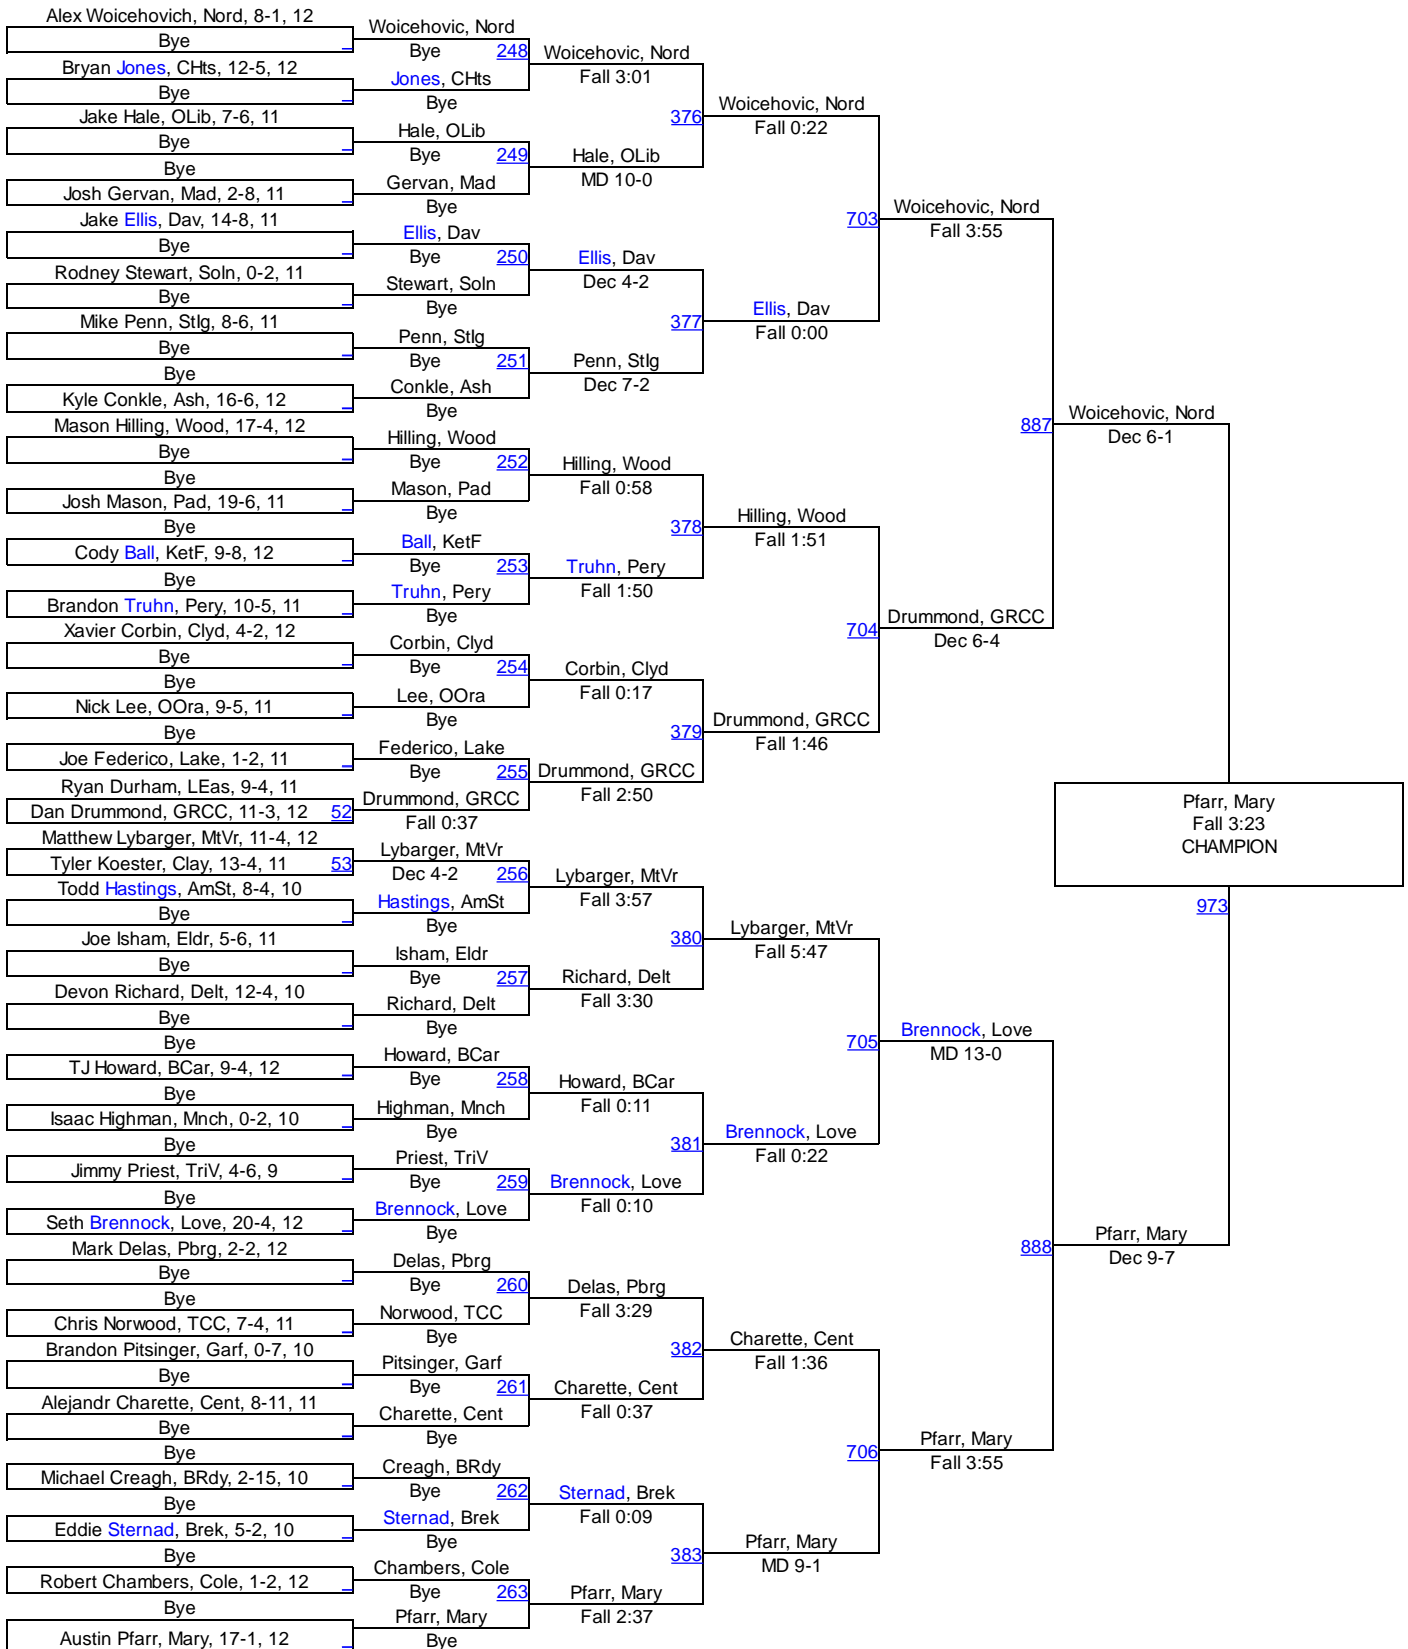 Alex Woicehovich, Nord, 8-1, 12
Bye
Bryan Jones, CHts, 12-5, 12
Bye
Jake Hale, OLib, 7-6, 11
Bye
Bye
Josh Gervan, Mad, 2-8, 11
Jake Ellis, Dav, 14-8, 11
Bye
Rodney Stewart, Soln, 0-2, 11
Bye
Mike Penn, StIg, 8-6, 11
Bye
Bye
Kyle Conkle, Ash, 16-6, 12
Mason Hilling, Wood, 17-4, 12
Bye
Bye
Josh Mason, Pad, 19-6, 11
Bye
Cody Ball, KetF, 9-8, 12
Bye
Brandon Truhn, Pery, 10-5, 11
Xavier Corbin, Clyd, 4-2, 12
Bye
Bye
Nick Lee, OOra, 9-5, 11
Bye
Joe Federico, Lake, 1-2, 11
Ryan Durham, LEas, 9-4, 11
Dan Drummond, GRCC, 11-3, 12 52
Matthew Lybarger, MtVr, 11-4, 12
Tyler Koester, Clay, 13-4, 11 53
Todd Hastings, AmSt, 8-4, 10
Bye
Joe Isham, Eldr, 5-6, 11
Bye
Devon Richard, Delt, 12-4, 10
Bye
Bye
TJ Howard, BCar, 9-4, 12
Bye
Isaac Highman, Mnch, 0-2, 10
Bye
Jimmy Priest, TriV, 4-6, 9
Bye
Seth Brennock, Love, 20-4, 12
Mark Delas, Pbrg, 2-2, 12
Bye
Bye
Chris Norwood, TCC, 7-4, 11
Brandon Pitsinger, Garf, 0-7, 10
Bye
Alejandr Charette, Cent, 8-11, 11
Bye
Bye
Michael Creagh, BRdy, 2-15, 10
Bye
Eddie Sternad, Brek, 5-2, 10
Bye
Robert Chambers, Cole, 1-2, 12
Bye
Austin Pfarr, Mary, 17-1, 12
Woicehovic, Nord
Bye 248
Jones, CHts
Bye
Hale, OLib
Bye 249
Gervan, Mad
Bye
Ellis, Dav
Bye 250
Stewart, Soln
Bye
Penn, StIg
Bye 251
Conkle, Ash
Bye
Hilling, Wood
Bye 252
Mason, Pad
Bye
Ball, KetF
Bye 253
Truhn, Pery
Bye
Corbin, Clyd
Bye 254
Lee, OOra
Bye
Federico, Lake
Bye 255
Drummond, GRCC
Fall 0:37
Lybarger, MtVr
Dec 4-2 256
Hastings, AmSt
Bye
Isham, Eldr
Bye 257
Richard, Delt
Bye
Howard, BCar
Bye 258
Highman, Mnch
Bye
Priest, TriV
Bye 259
Brennock, Love
Bye
Delas, Pbrg
Bye 260
Norwood, TCC
Bye
Pitsinger, Garf
Bye 261
Charette, Cent
Bye
Creagh, BRdy
Bye 262
Sternad, Brek
Bye
Chambers, Cole
Bye 263
Pfarr, Mary
Bye
Woicehovic, Nord
Fall 3:01
376
Hale, OLib
MD 10-0
Ellis, Dav
Dec 4-2
377
Penn, StIg
Dec 7-2
Hilling, Wood
Fall 0:58
378
Truhn, Pery
Fall 1:50
Corbin, Clyd
Fall 0:17
379
Drummond, GRCC
Fall 2:50
Lybarger, MtVr
Fall 3:57
380
Richard, Delt
Fall 3:30
Howard, BCar
Fall 0:11
381
Brennock, Love
Fall 0:10
Delas, Pbrg
Fall 3:29
382
Charette, Cent
Fall 0:37
Sternad, Brek
Fall 0:09
383
Pfarr, Mary
Fall 2:37
Woicehovic, Nord
Fall 0:22
703
Ellis, Dav
Fall 0:00
Hilling, Wood
Fall 1:51
704
Drummond, GRCC
Fall 1:46
Lybarger, MtVr
Fall 5:47
705
Brennock, Love
Fall 0:22
Charette, Cent
Fall 1:36
706
Pfarr, Mary
MD 9-1
Woicehovic, Nord
Fall 3:55
887
Drummond, GRCC
Dec 6-4
Brennock, Love
MD 13-0
888
Pfarr, Mary
Fall 3:55
Woicehovic, Nord
Dec 6-1
Pfarr, Mary
Dec 9-7
Pfarr, Mary
Fall 3:23
CHAMPION
973